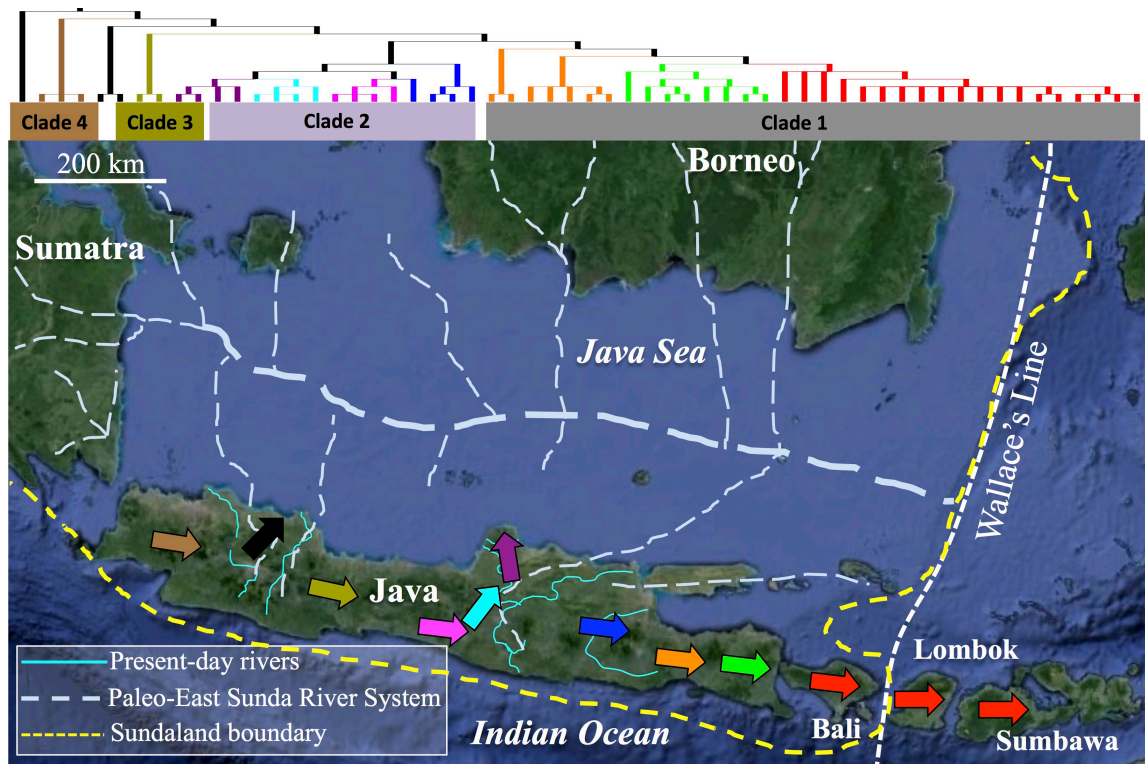 Clade 4
Clade 3
Clade 2
Clade 1
200 km
Borneo
Sumatra
Java Sea
Wallace's Line
Java
Present-day rivers
Paleo-East Sunda River System
Sundaland boundary
Lombok
Bali
Indian Ocean
Sumbawa